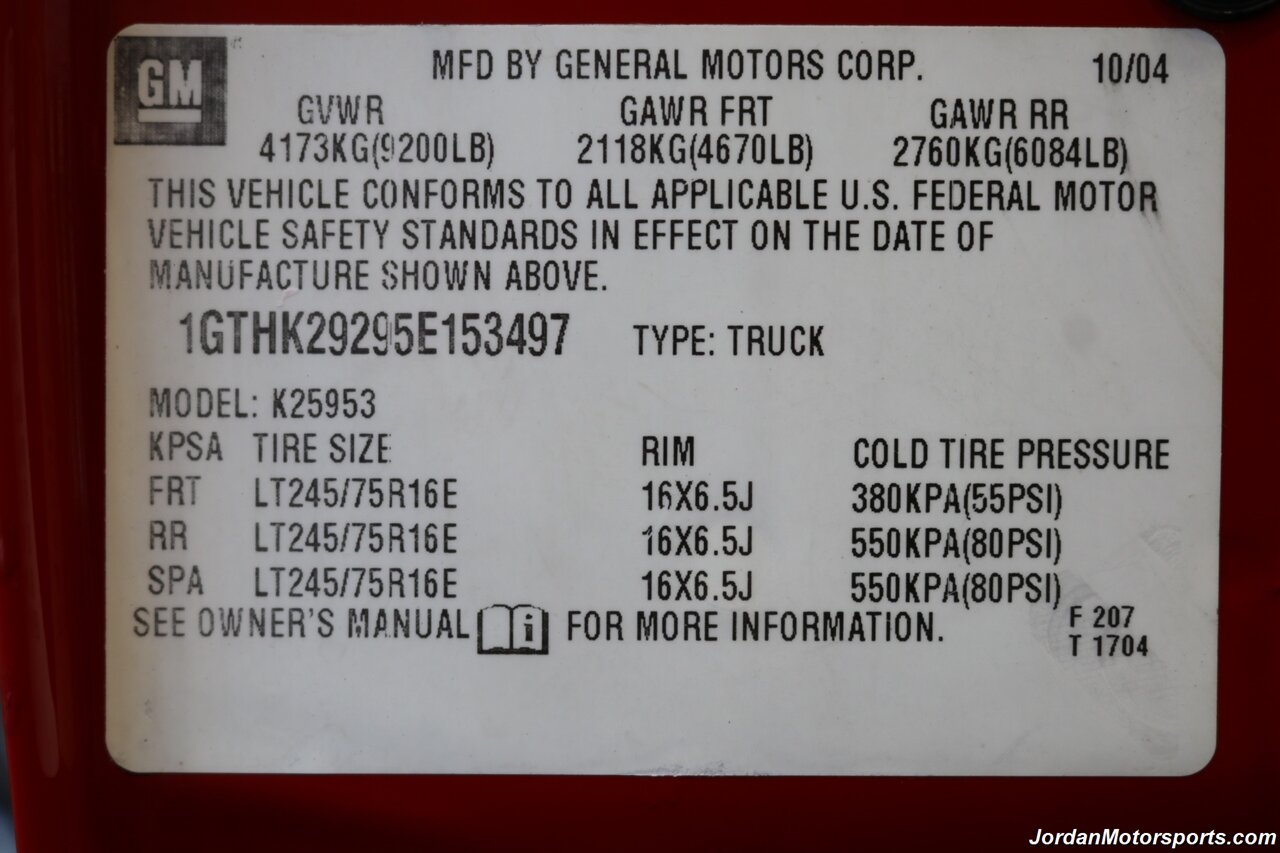 GM
MFD BY GENERAL MOTORS CORP. 10/04
GVWR GAWR FRT GAWR RR
4173KG(9200LB) 2118KG(4670LB) 2760KG(6084LB)
THIS VEHICLE CONFORMS TO ALL APPLICABLE U.S. FEDERAL MOTOR
VEHICLE SAFETY STANDARDS IN EFFECT ON THE DATE OF
MANUFACTURE SHOWN ABOVE.
1GTHK29295E153497 TYPE: TRUCK
MODEL: K25953
KPSA TIRE SIZE RIM COLD TIRE PRESSURE
FRT LT245/75R16E 16X6.5J 380KPA(55PSI)
RR LT245/75R16E 16X6.5J 550KPA(80PSI)
SPA LT245/75R16E 16X6.5J 550KPA(80PSI)
SEE OWNER'S MANUAL i FOR MORE INFORMATION.
F 207
T 1704
JordanMotorsports.com